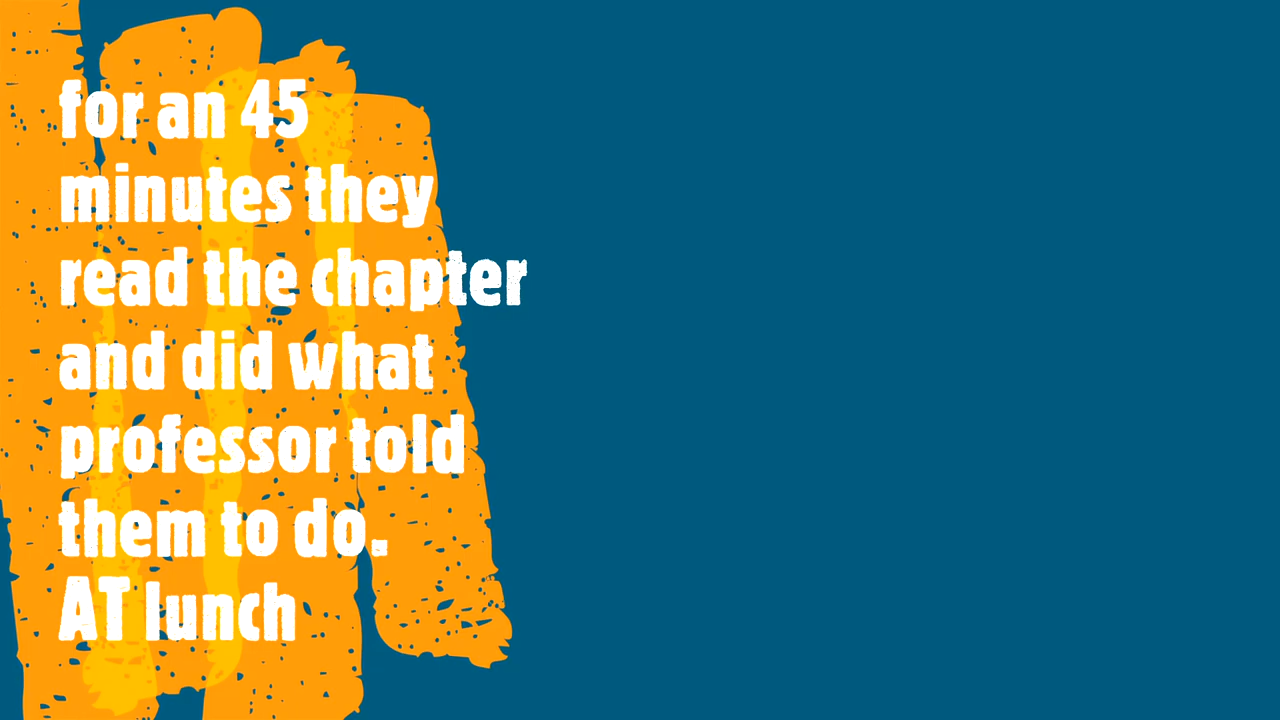 for an 45
minutes they
read the chapter
and did what
professor told
them to do.
AT lunch